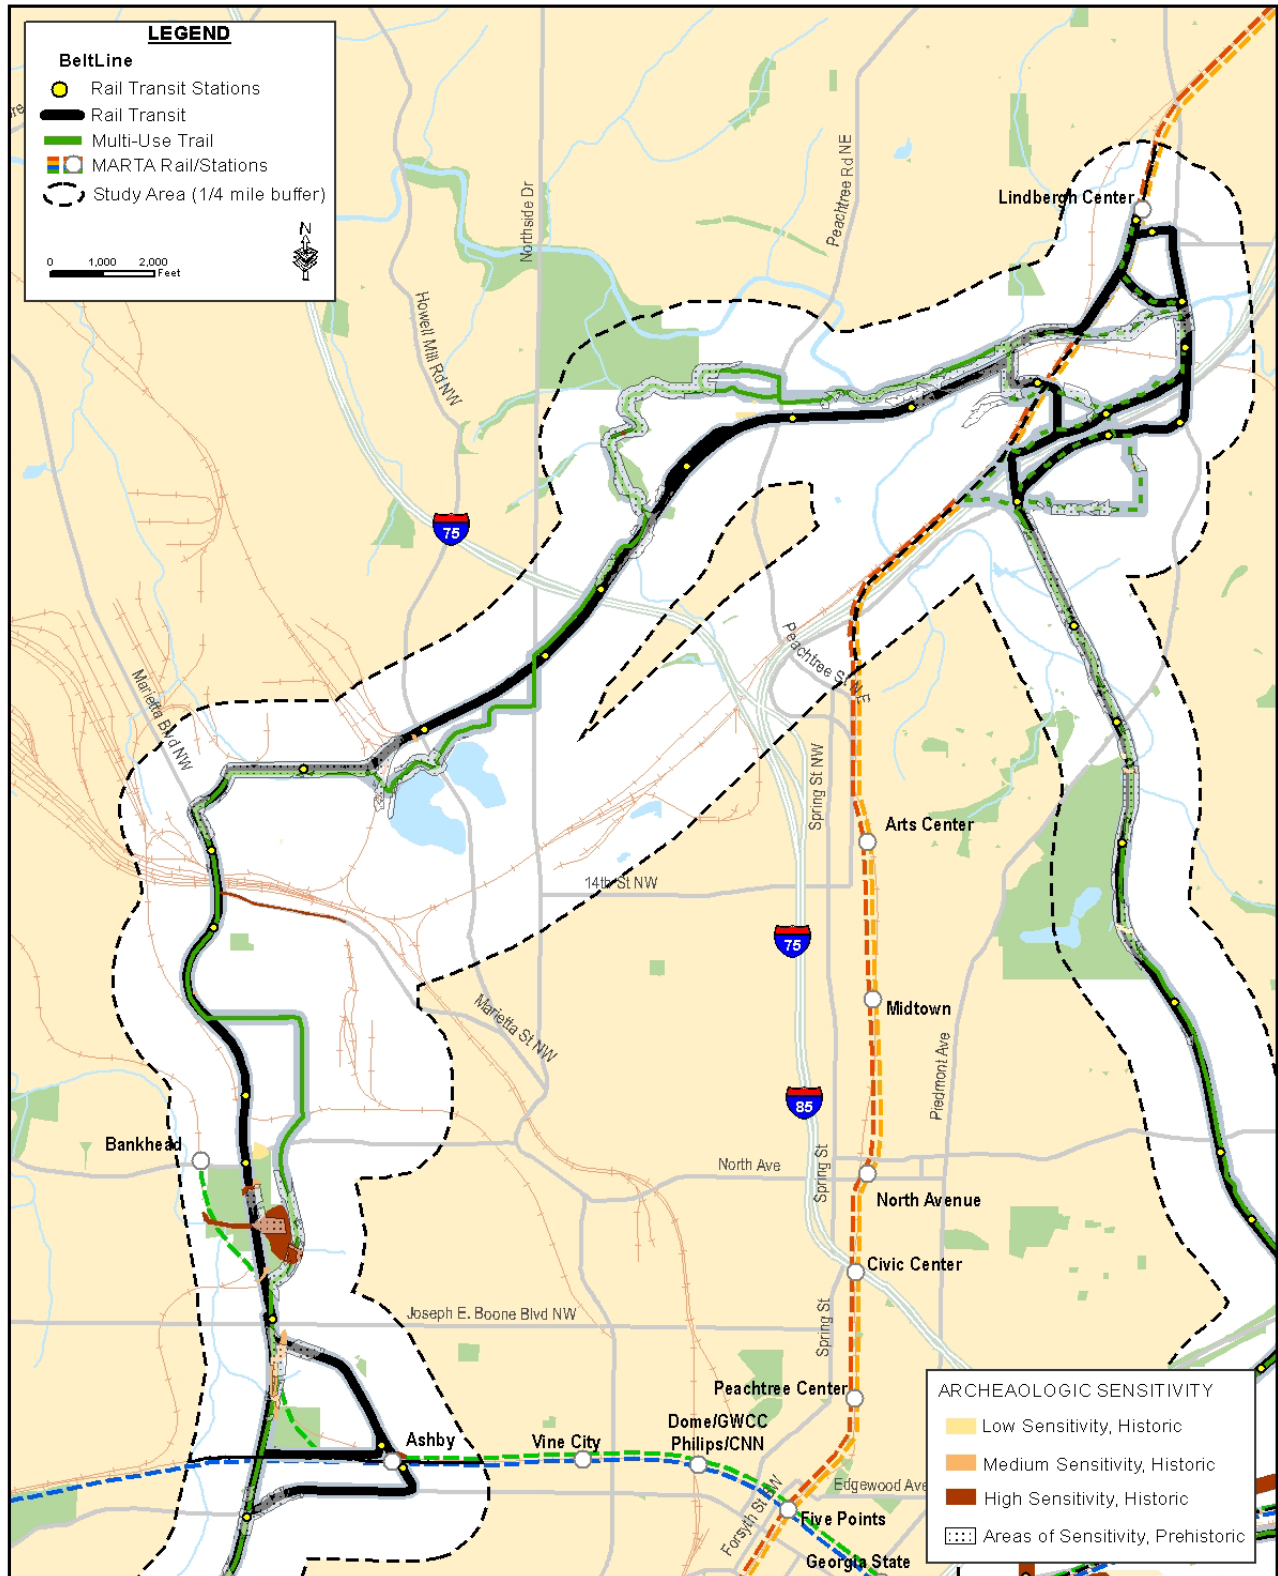 LEGEND
BeltLine
Rail Transit Stations
Rail Transit
Multi-Use Trail
MARTA Rail/Stations
Study Area (1/4 mile buffer)
N
0 1,000 2,000
Feet
Northside Dr
Peachtree Rd NE
Lindbergh Center
Howell Mill Rd NW
75
Marietta Blvd NW
Peachtree St NE
Spring St NW
Arts Center
14th St NW
75
Midtown
Marietta St NW
Piedmont Ave
85
Bankhead
North Ave
Spring St
North Avenue
Civic Center
Joseph E. Boone Blvd NW
Spring St
Peachtree Center
Dome/GWCC
Philips/CNN
Ashby
Vine City
Edgewood Ave
Forsyth St SW
Five Points
Georgia State
ARCHEAOLOGIC SENSITIVITY
Low Sensitivity, Historic
Medium Sensitivity, Historic
High Sensitivity, Historic
Areas of Sensitivity, Prehistoric